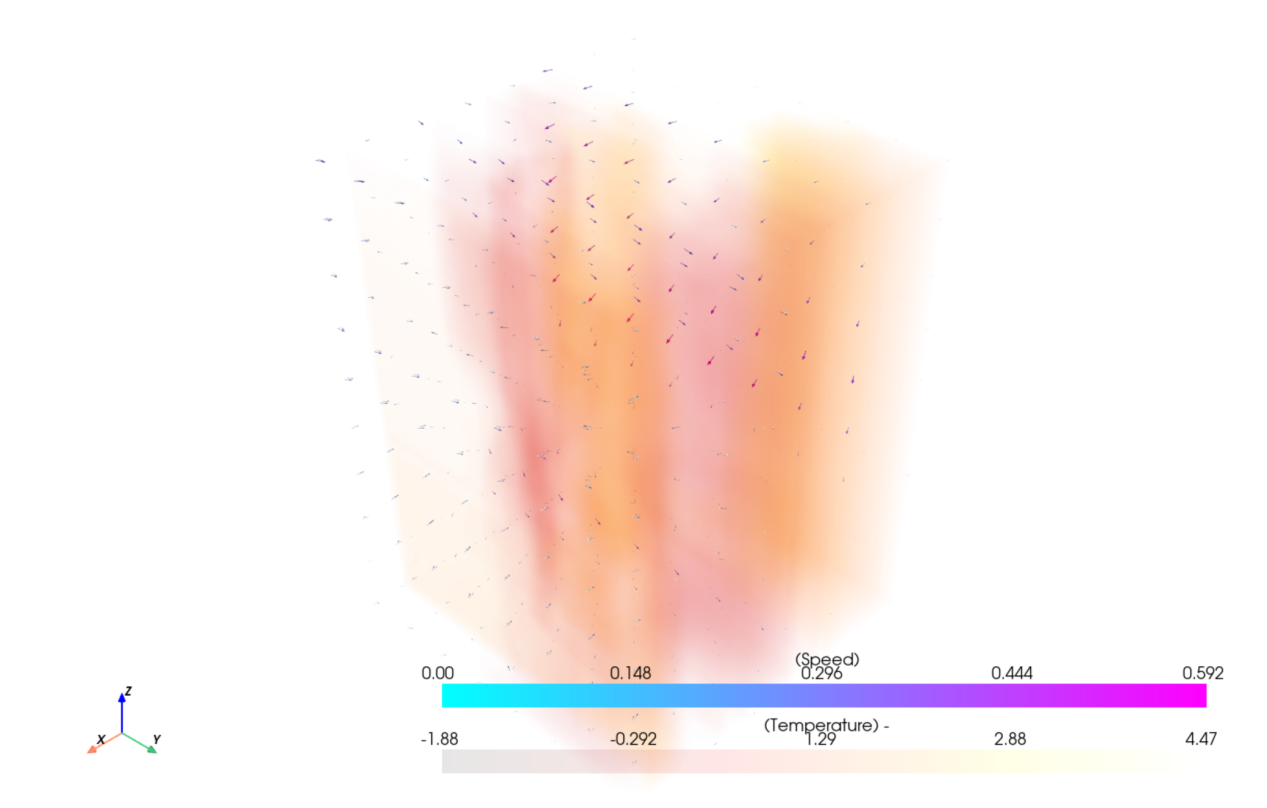 (Speed)
0.00 0.148 0.296 0.444 0.592
(Temperature) -
-1.88 -0.292 1.29 2.88 4.47
Z
X Y